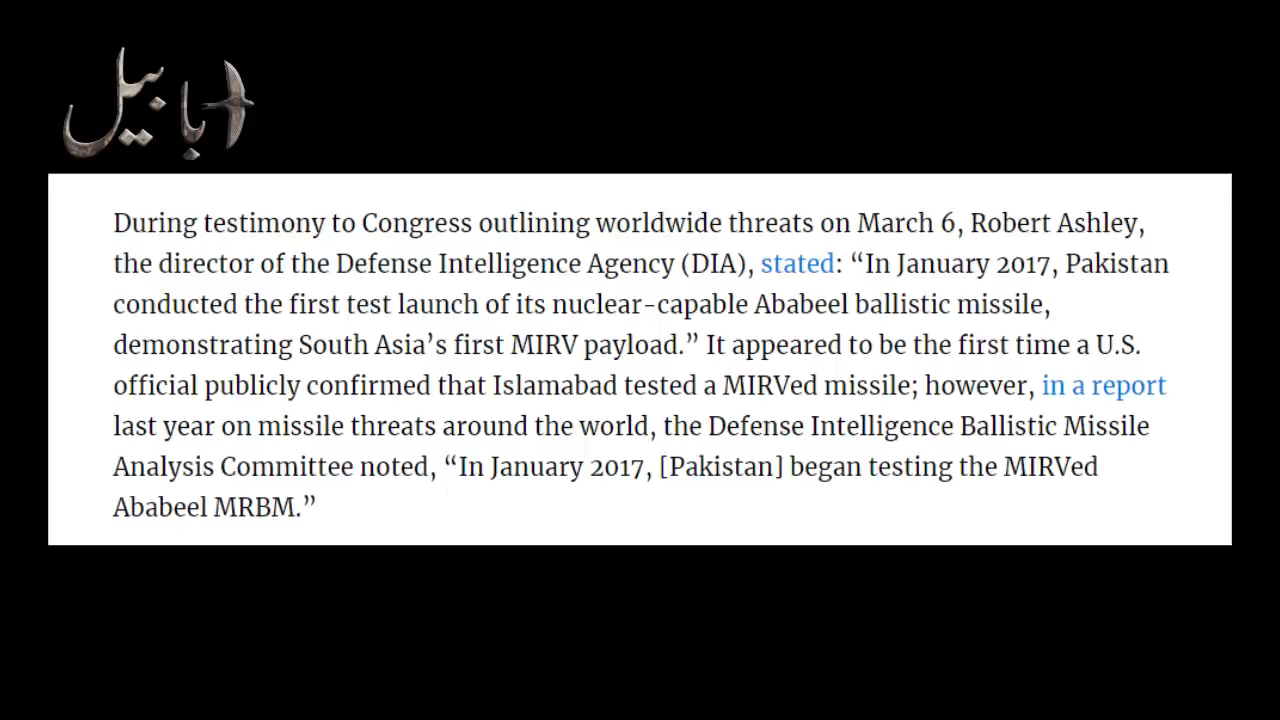 ابابیل
During testimony to Congress outlining worldwide threats on March 6, Robert Ashley,
the director of the Defense Intelligence Agency (DIA), stated: “In January 2017, Pakistan
conducted the first test launch of its nuclear-capable Ababeel ballistic missile,
demonstrating South Asia’s first MIRV payload.” It appeared to be the first time a U.S.
official publicly confirmed that Islamabad tested a MIRVed missile; however, in a report
last year on missile threats around the world, the Defense Intelligence Ballistic Missile
Analysis Committee noted, “In January 2017, [Pakistan] began testing the MIRVed
Ababeel MRBM.”